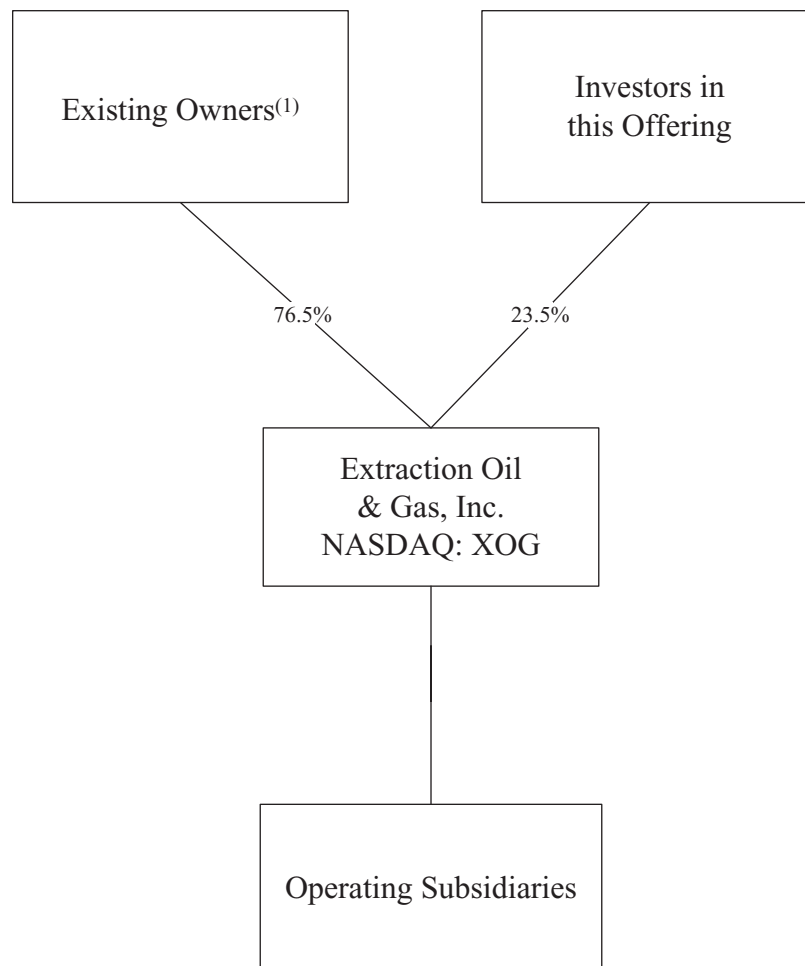 Existing Owners(1)
Investors in
this Offering
76.5%
23.5%
Extraction Oil
& Gas, Inc.
NASDAQ: XOG
Operating Subsidiaries